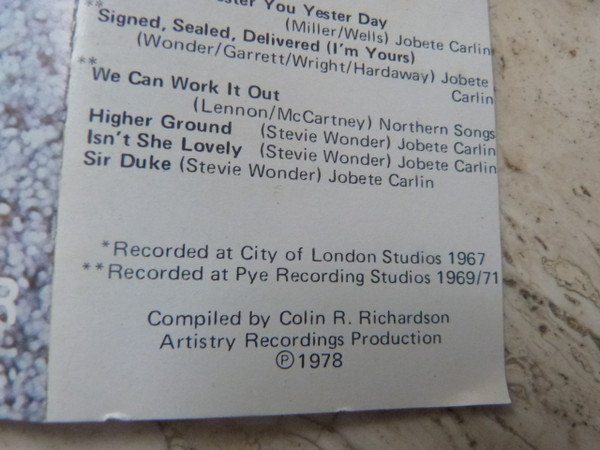 You Yester Day
(Miller/Wells) Jobete Carlin
**
Signed, Sealed, Delivered (I'm Yours)
(Wonder/Garrett/Wright/Hardaway) Jobete
Carlin
**
We Can Work It Out
(Lennon/McCartney) Northern Songs
Higher Ground (Stevie Wonder) Jobete Carlin
Isn't She Lovely (Stevie Wonder) Jobete Carlin
Sir Duke (Stevie Wonder) Jobete Carlin
*Recorded at City of London Studios 1967
**Recorded at Pye Recording Studios 1969/71
Compiled by Colin R. Richardson
Artistry Recordings Production
Ⓟ1978